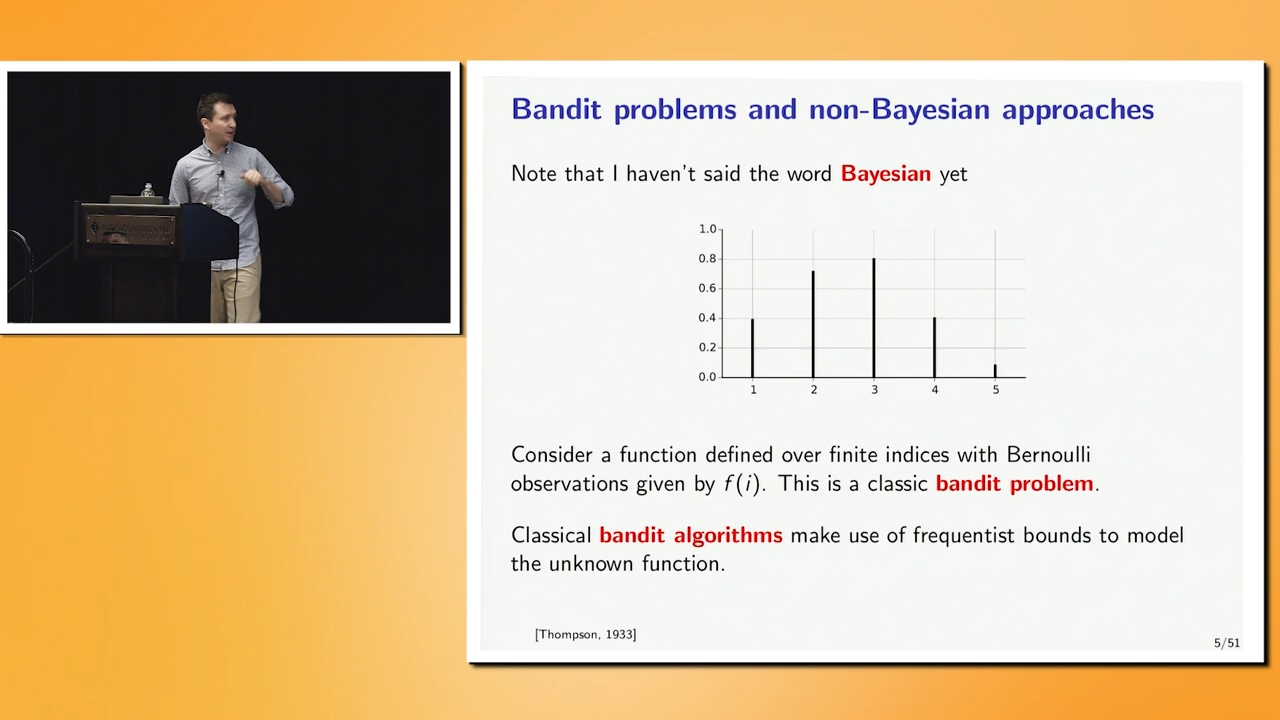 Bandit problems and non-Bayesian approaches
Note that I haven't said the word Bayesian yet
1.0
0.8
0.6
0.4
0.2
0.0
1 2 3 4 5
Consider a function defined over finite indices with Bernoulli
observations given by f(i). This is a classic bandit problem.
Classical bandit algorithms make use of frequentist bounds to model
the unknown function.
[Thompson, 1933]
5/51